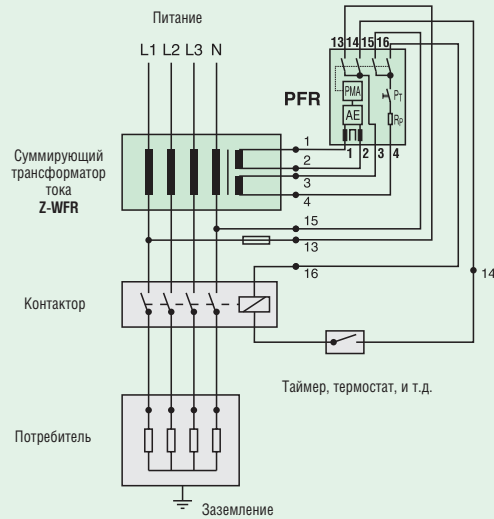 Питание
L1 L2 L3 N
13 14 15 16
PFR
PMA
AE
П
PT
RP
1 2 3 4
Суммирующий
трансформатор
тока
Z-WFR
1
2
3
4
15
13
16
14
Контактор
Таймер, термостат, и т.д.
Потребитель
Заземление